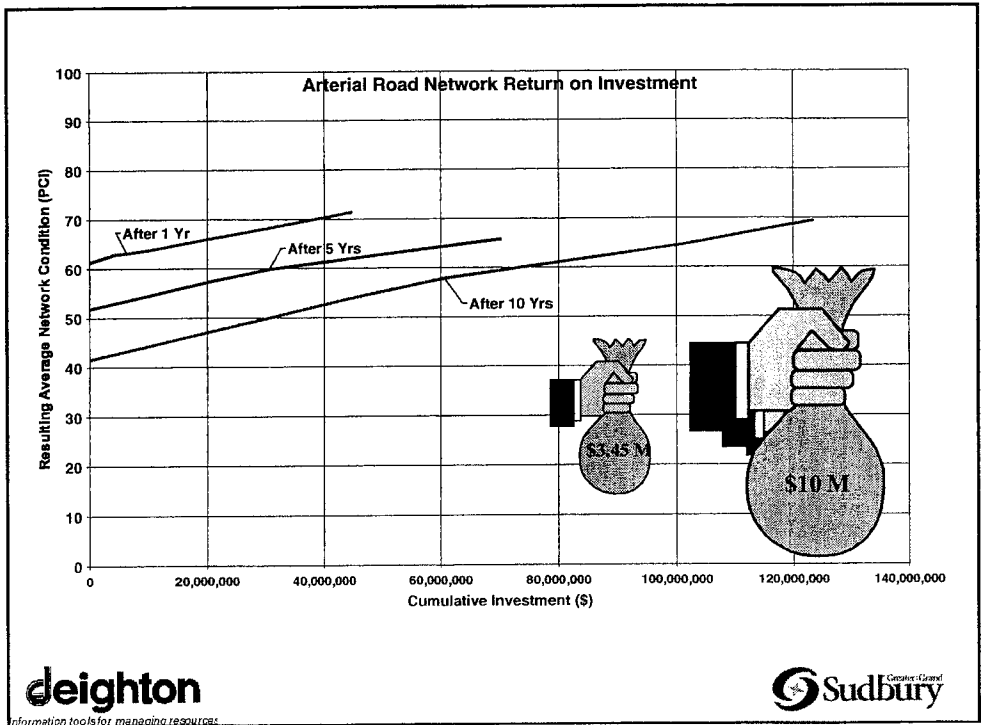 Arterial Road Network Return on Investment
Resulting Average Network Condition (PCI)
100
90
80
70
60
50
40
30
20
10
0
After 1 Yr
After 5 Yrs
After 10 Yrs
$3.45 M
$10 M
0
20,000,000
40,000,000
60,000,000
80,000,000
100,000,000
120,000,000
140,000,000
Cumulative Investment ($)
deighton
Information tools for managing resources
Greater Grand
Sudbury